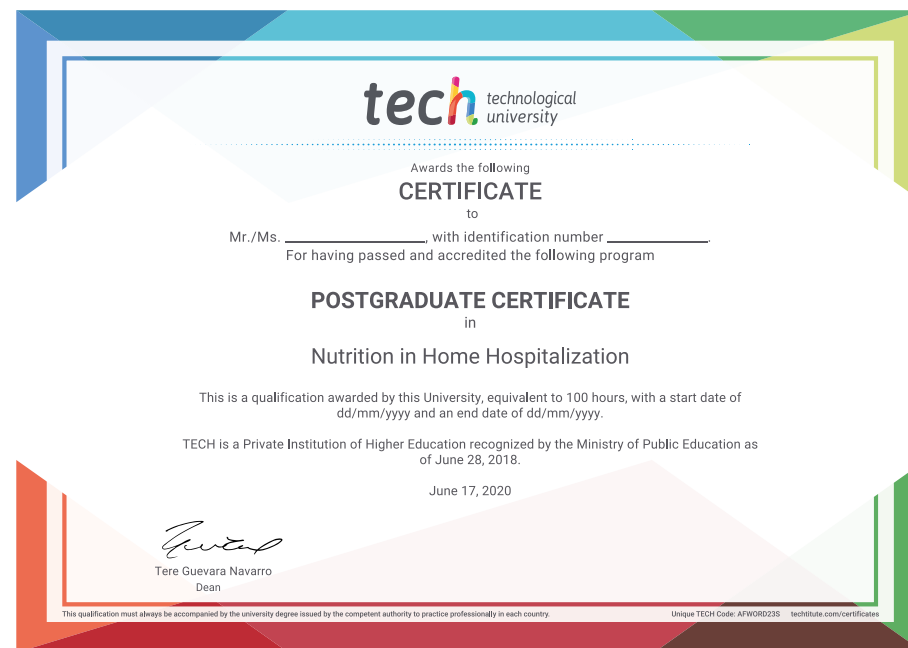 tech technological
university
Awards the following
CERTIFICATE
to
Mr./Ms. ____________________, with identification number ______________.
For having passed and accredited the following program
POSTGRADUATE CERTIFICATE
in
Nutrition in Home Hospitalization
This is a qualification awarded by this University, equivalent to 100 hours, with a start date of
dd/mm/yyyy and an end date of dd/mm/yyyy.
TECH is a Private Institution of Higher Education recognized by the Ministry of Public Education as
of June 28, 2018.
June 17, 2020
Tere Guevara Navarro
Dean
This qualification must always be accompanied by the university degree issued by the competent authority to practice professionally in each country. Unique TECH Code: AFWORD23S techtitute.com/certificates